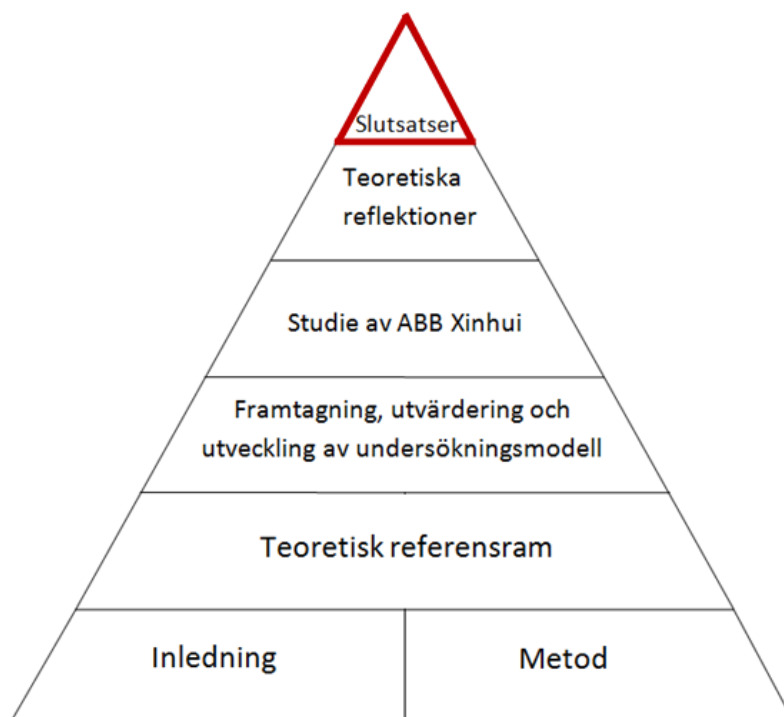 Slutsatser
Teoretiska
reflektioner
Studie av ABB Xinhui
Framtagning, utvärdering och
utveckling av undersökningsmodell
Teoretisk referensram
Inledning
Metod